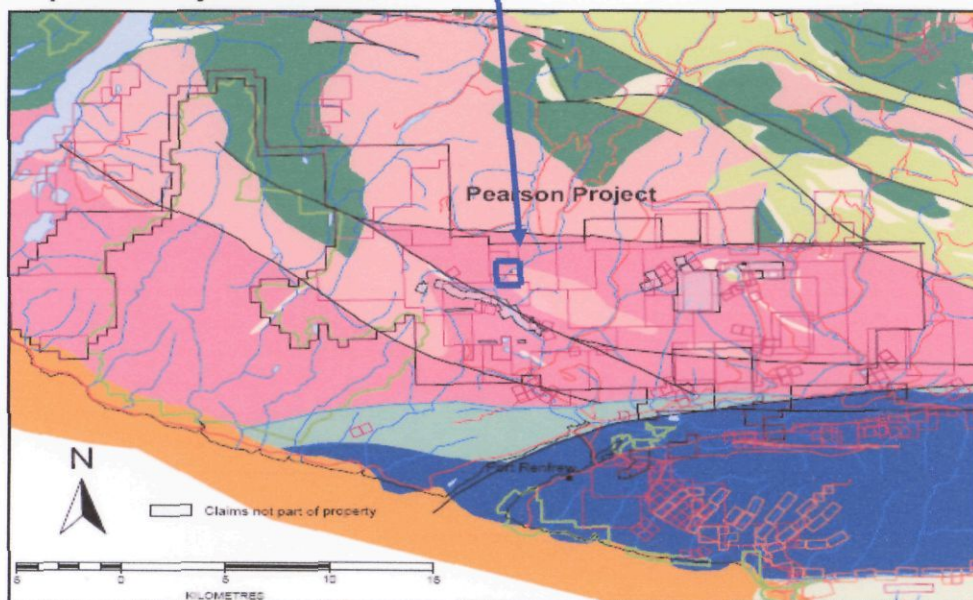 Pearson Project
Port Renfrew
N
Claims not part of property
5 0 5 10 15
KILOMETRES